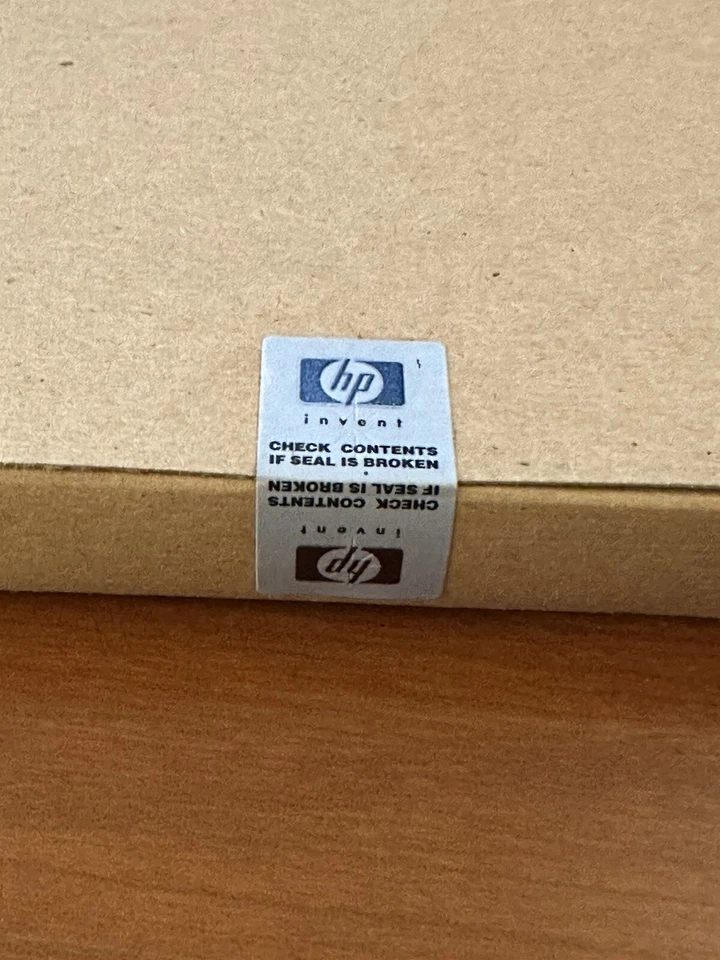 hp
invent
CHECK CONTENTS
IF SEAL IS BROKEN
IF SEAL IS BROKEN
CHECK CONTENTS
invent
hp